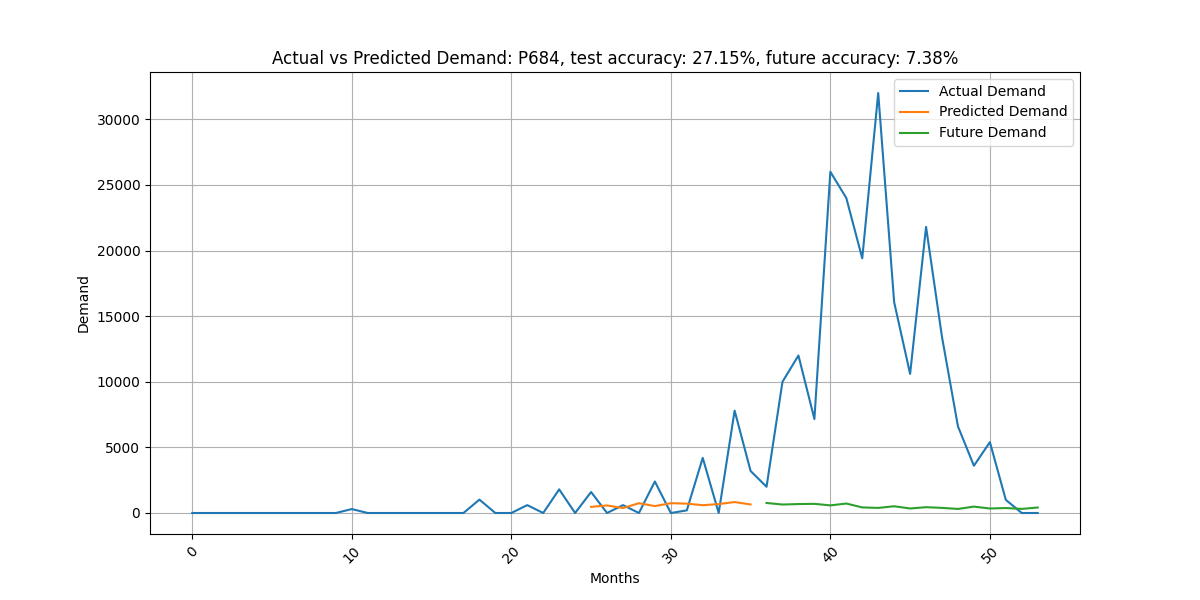 Actual vs Predicted Demand: P684, test accuracy: 27.15%, future accuracy: 7.38%
Actual Demand
Predicted Demand
Future Demand
30000
25000
20000
15000
10000
5000
0
Demand
0
10
20
30
40
50
Months